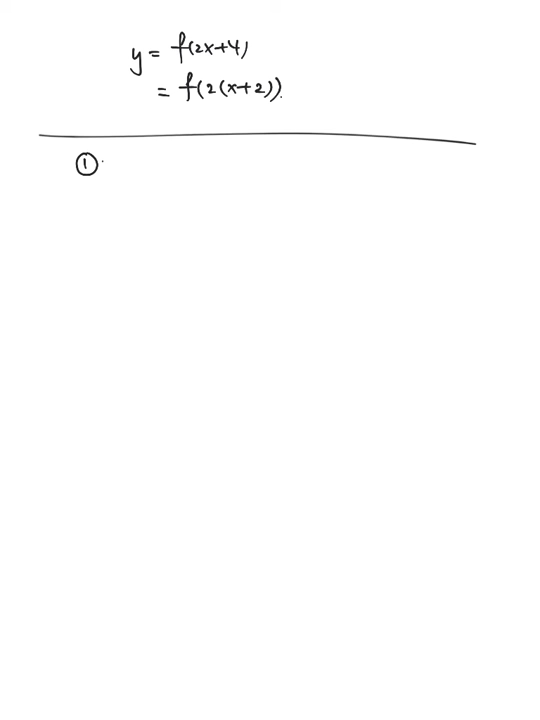 y = f(2x+4)
= f(2(x+2)).
①